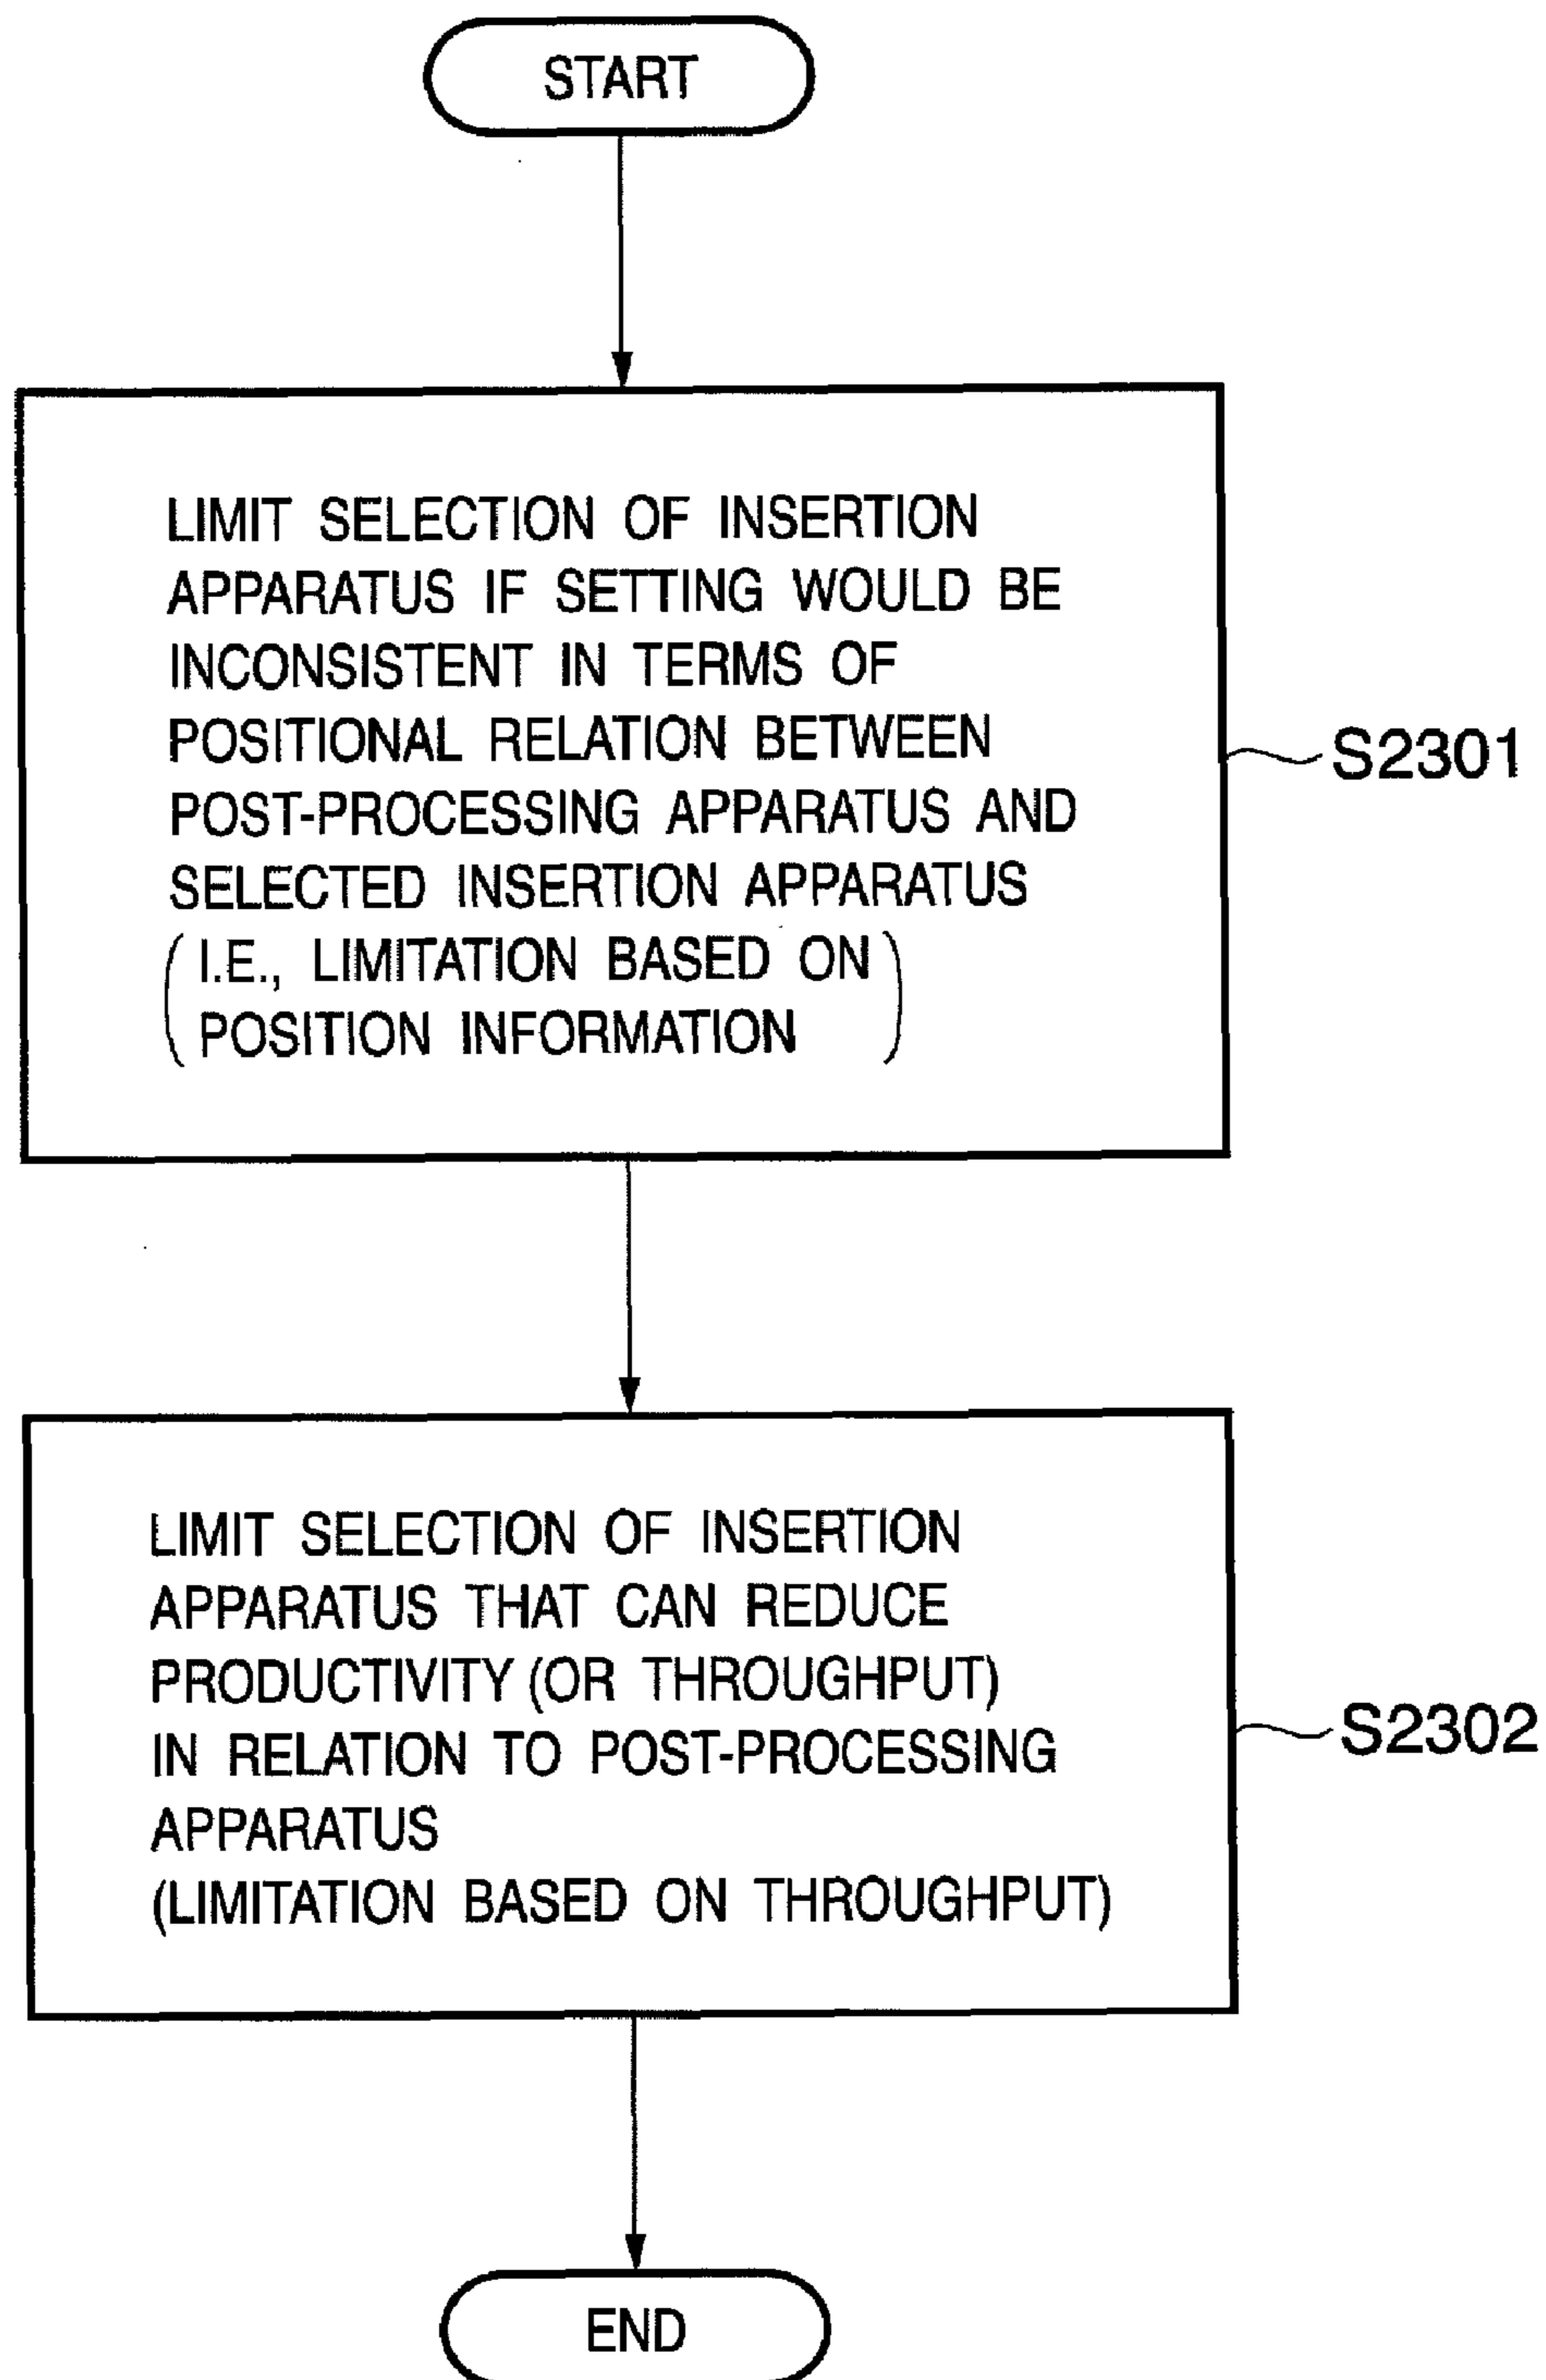 START
LIMIT SELECTION OF INSERTION
APPARATUS IF SETTING WOULD BE
INCONSISTENT IN TERMS OF
POSITIONAL RELATION BETWEEN
POST-PROCESSING APPARATUS AND
SELECTED INSERTION APPARATUS
(I.E., LIMITATION BASED ON
POSITION INFORMATION)
S2301
LIMIT SELECTION OF INSERTION
APPARATUS THAT CAN REDUCE
PRODUCTIVITY (OR THROUGHPUT)
IN RELATION TO POST-PROCESSING
APPARATUS
(LIMITATION BASED ON THROUGHPUT)
S2302
END